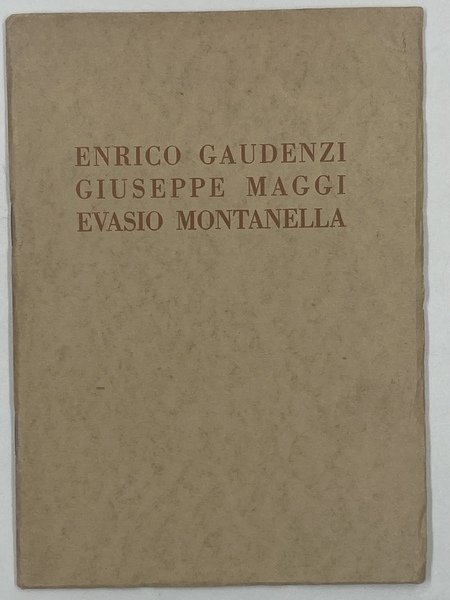 ENRICO GAUDENZI
GIUSEPPE MAGGI
EVASIO MONTANELLA